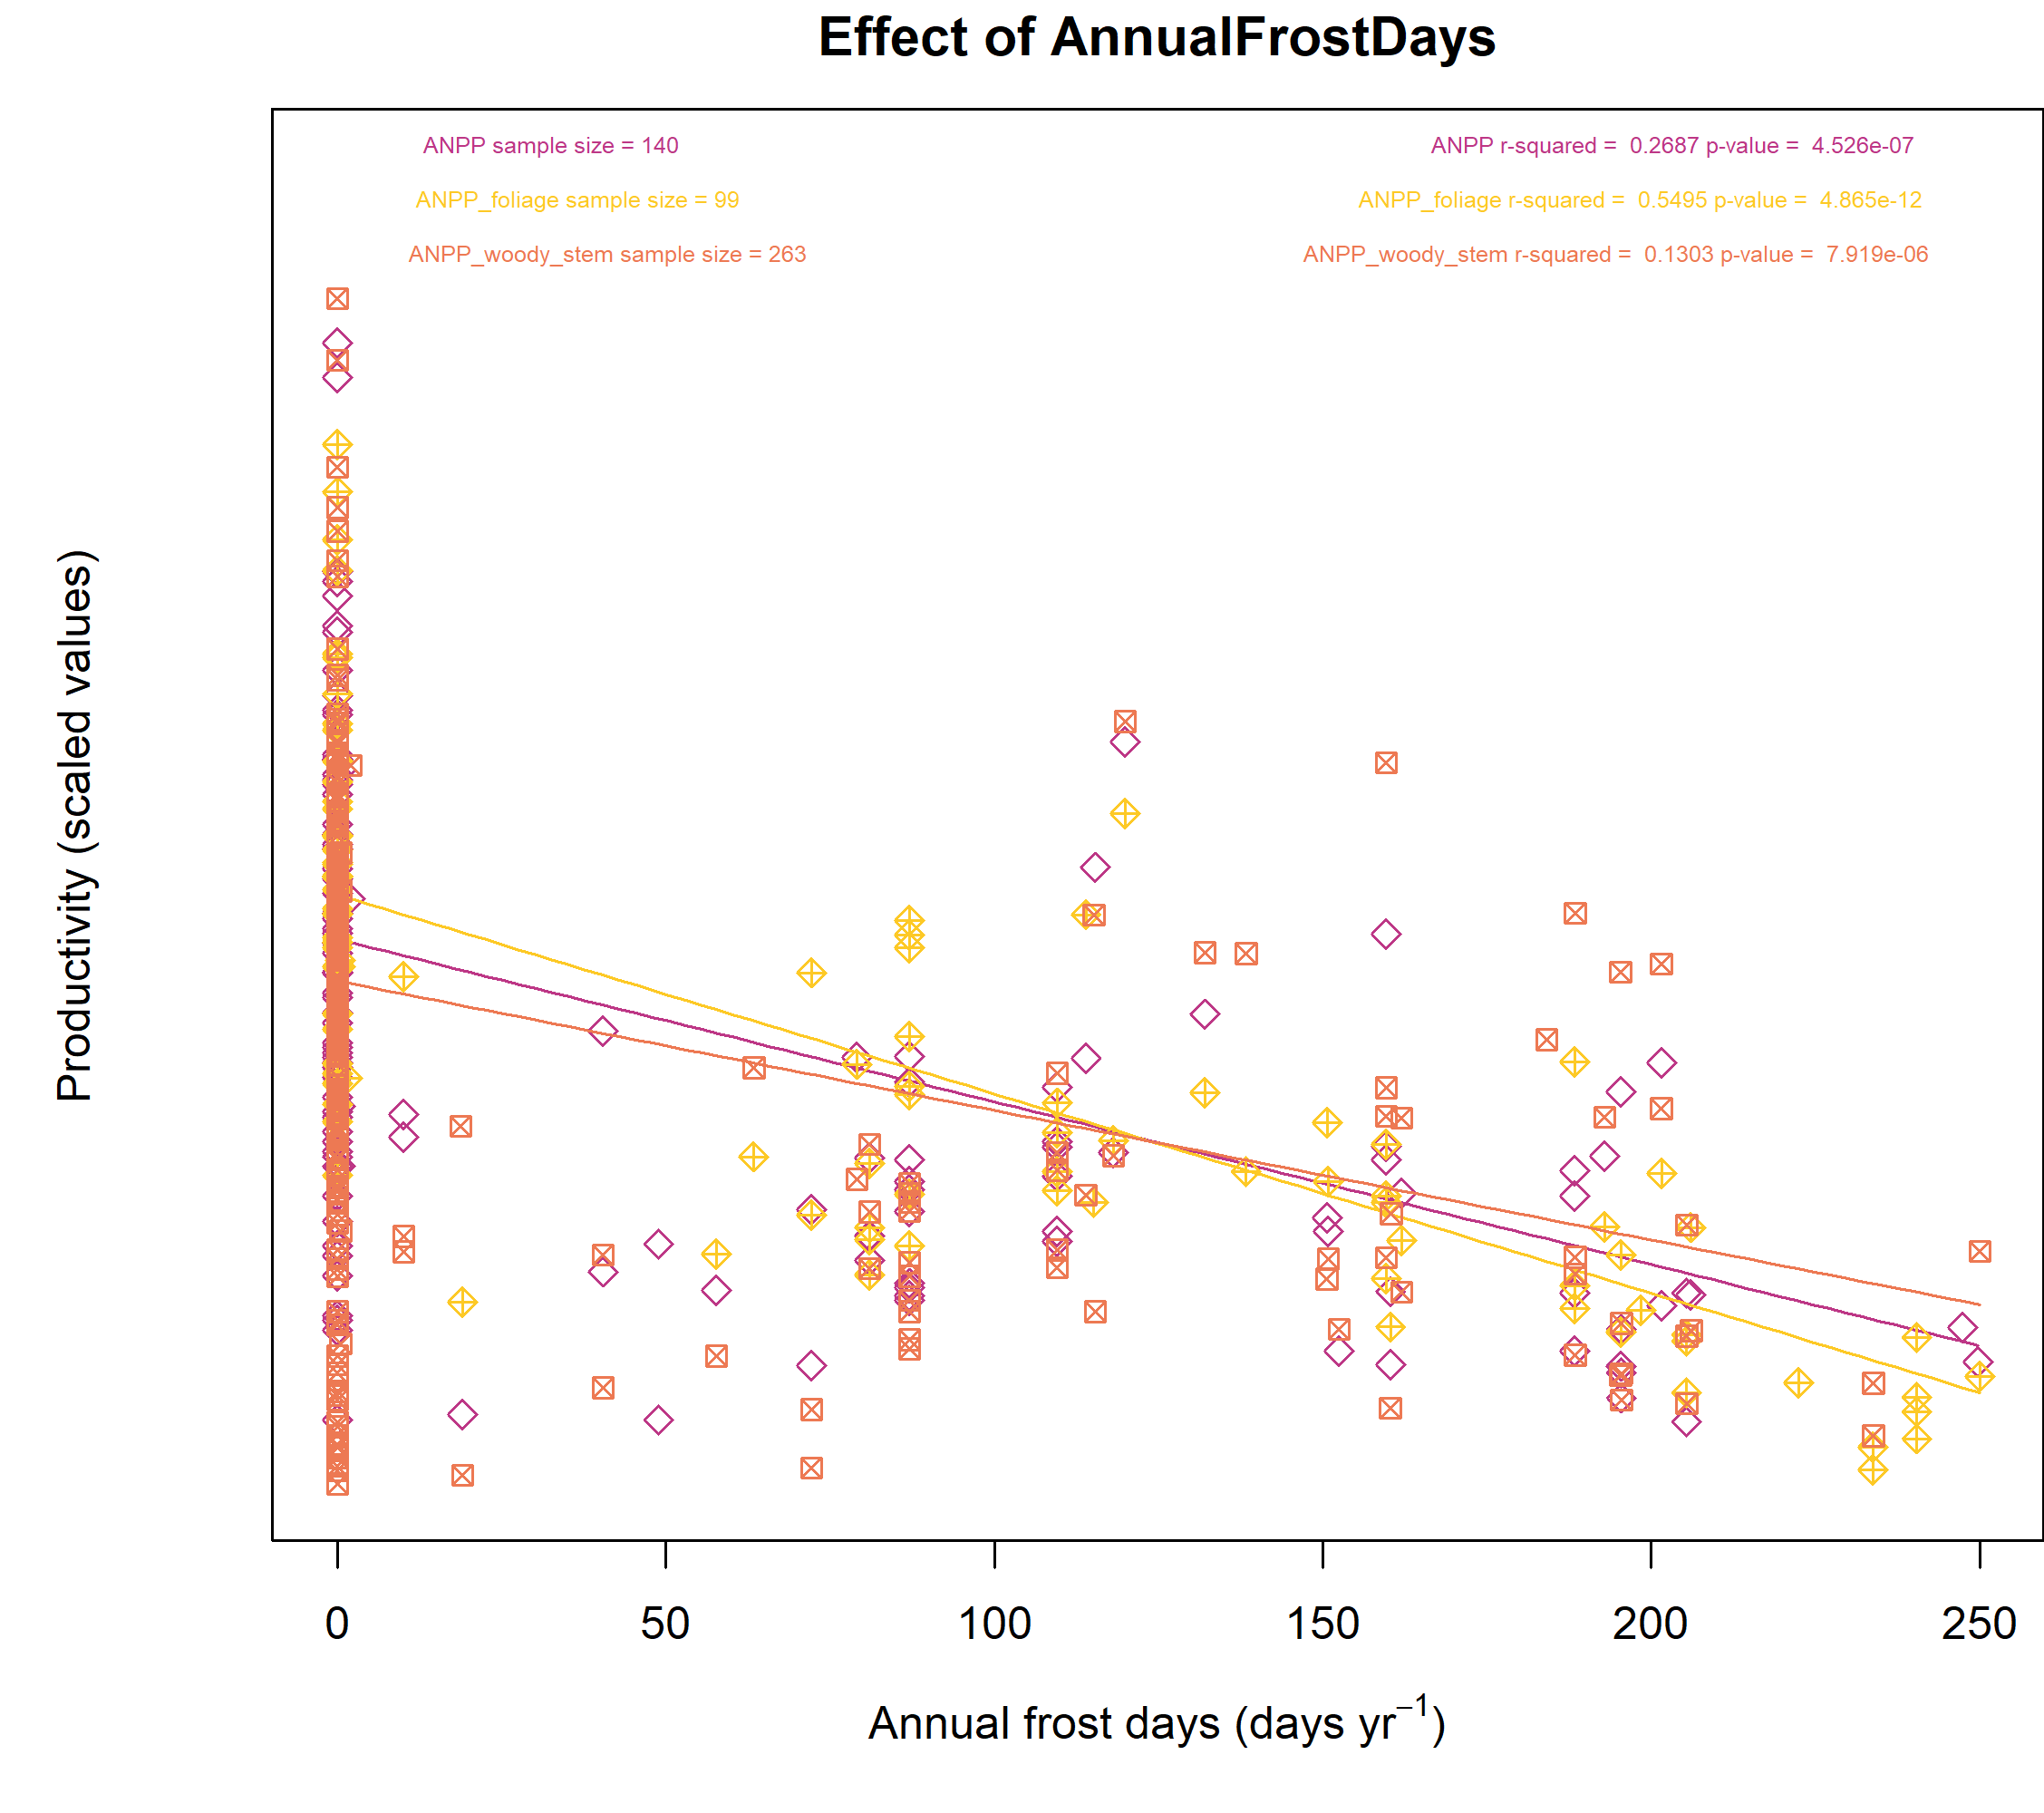 Effect of AnnualFrostDays
ANPP sample size = 140
ANPP r-squared = 0.2687 p-value = 4.526e-07
ANPP_foliage sample size = 99
ANPP_foliage r-squared = 0.5495 p-value = 4.865e-12
ANPP_woody_stem sample size = 263
ANPP_woody_stem r-squared = 0.1303 p-value = 7.919e-06
Productivity (scaled values)
0 50 100 150 200 250
Annual frost days (days yr⁻¹)